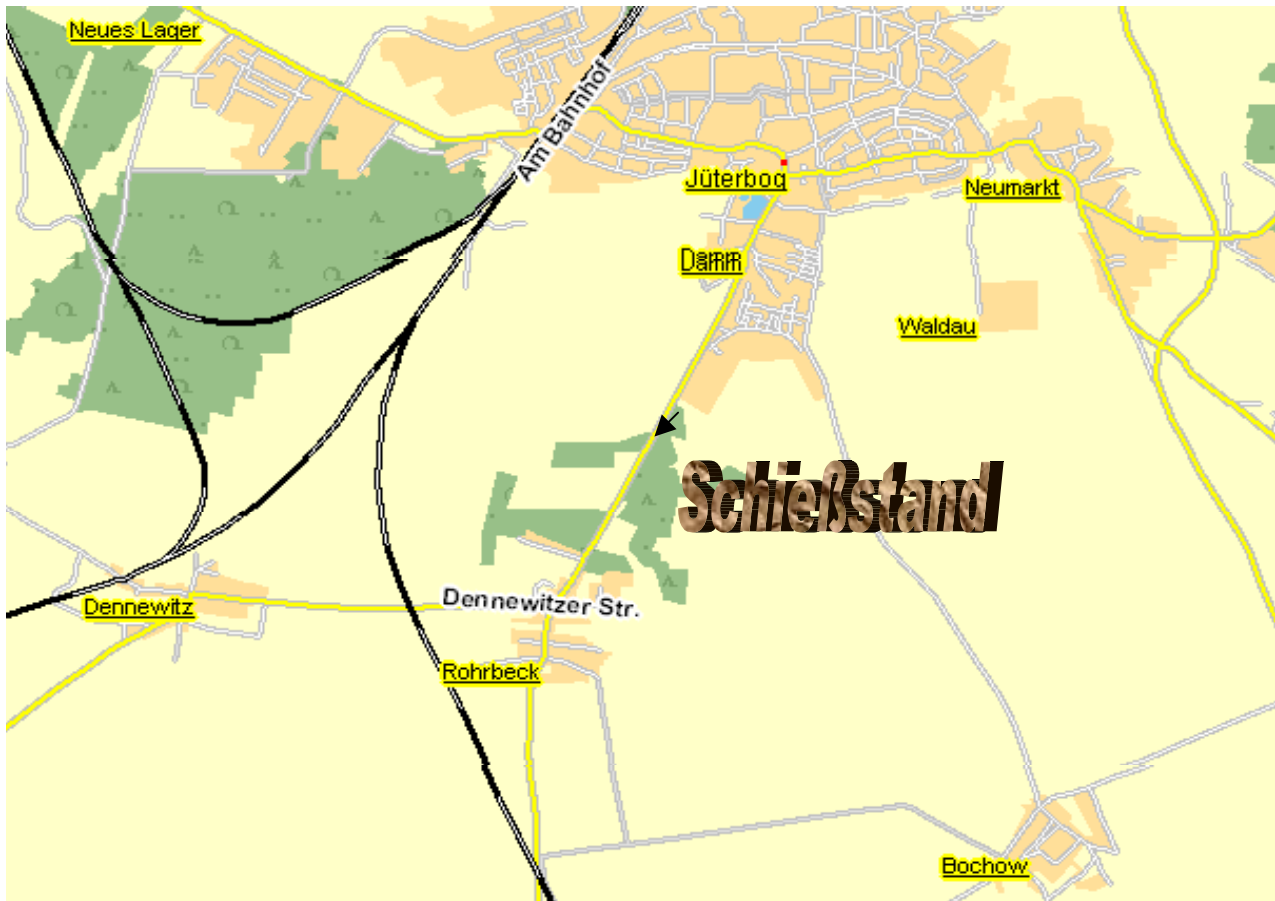 Neues Lager
Am Bahnhof
Jüterbog
Neumarkt
Damm
Waldau
Schießstand
Dennewitz
Dennewitzer Str.
Rohrbeck
Bochow